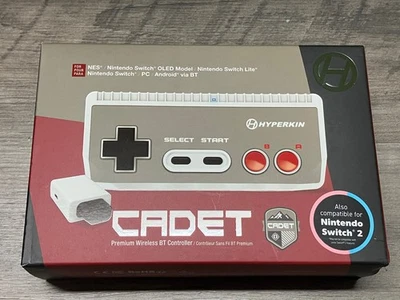 FOR
POUR
PARA
NES® / Nintendo Switch® OLED Model / Nintendo Switch Lite®
Nintendo Switch® / PC / Android® via BT
HYPERKIN
SELECT START
B A
CADET
Premium Wireless BT Controller / Contrôleur Sans Fil BT Premium
CADET
Also
compatible for
Nintendo
Switch® 2